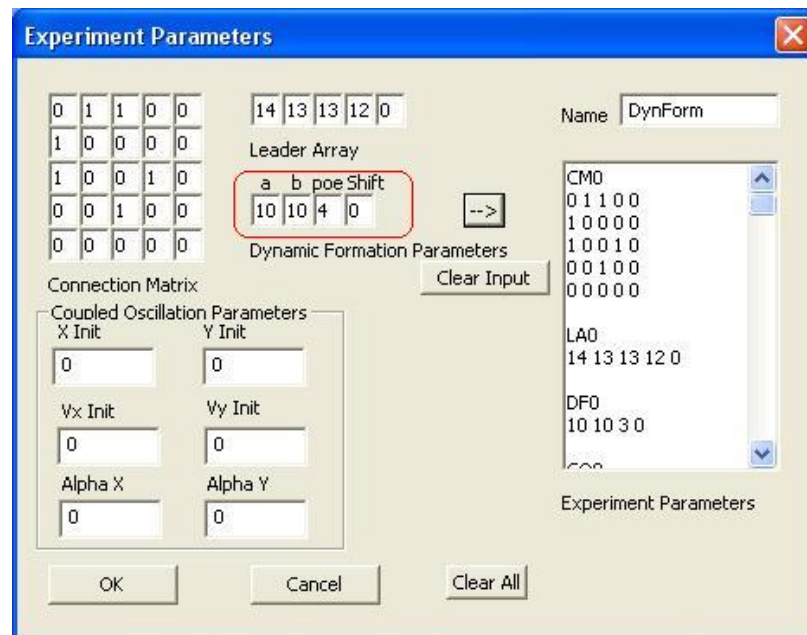 Experiment Parameters
0 1 1 0 0
1 0 0 0 0
1 0 0 1 0
0 0 1 0 0
0 0 0 0 0
Connection Matrix
14 13 13 12 0
Leader Array
a b poe Shift
10 10 4 0
Dynamic Formation Parameters
-->
Clear Input
Name DynForm
CM0
0 1 1 0 0
1 0 0 0 0
1 0 0 1 0
0 0 1 0 0
0 0 0 0 0
LA0
14 13 13 12 0
DF0
10 10 3 0
Experiment Parameters
Coupled Oscillation Parameters
X Init Y Init
0 0
Vx Init Vy Init
0 0
Alpha X Alpha Y
0 0
OK Cancel Clear All